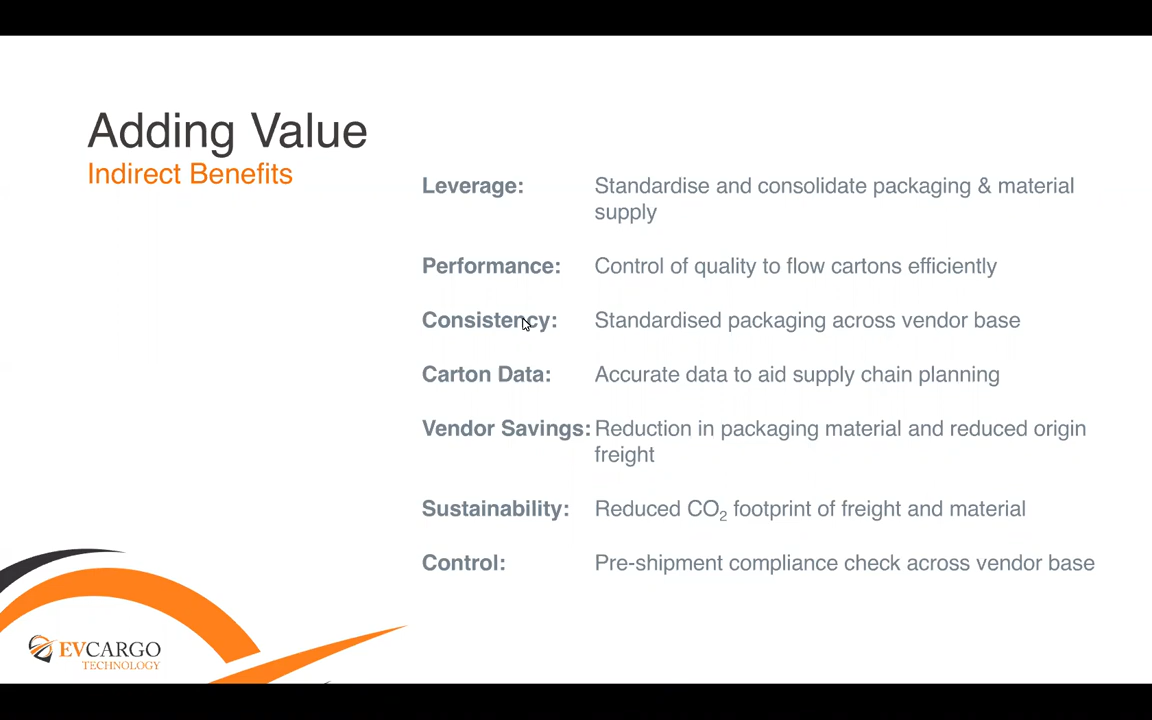 Adding Value
Indirect Benefits
Leverage: Standardise and consolidate packaging & material
supply
Performance: Control of quality to flow cartons efficiently
Consistency: Standardised packaging across vendor base
Carton Data: Accurate data to aid supply chain planning
Vendor Savings: Reduction in packaging material and reduced origin
freight
Sustainability: Reduced CO₂ footprint of freight and material
Control: Pre-shipment compliance check across vendor base
EVCARGO
TECHNOLOGY